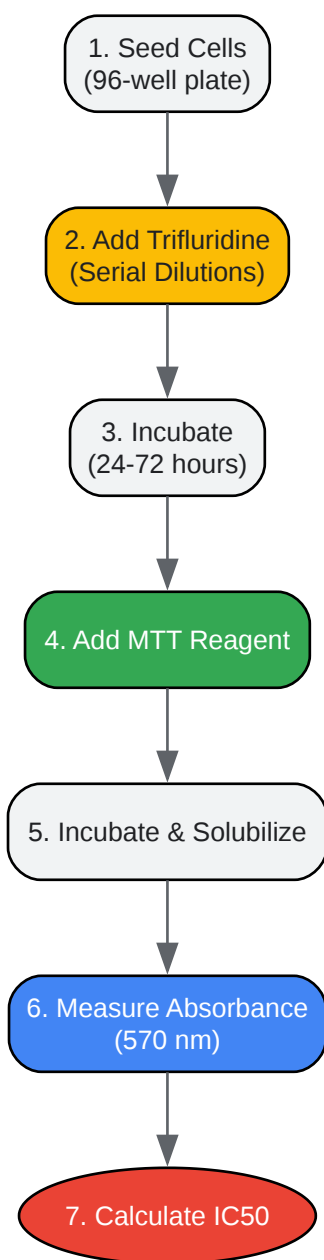 1. Seed Cells
(96-well plate)
2. Add Trifluridine
(Serial Dilutions)
3. Incubate
(24-72 hours)
4. Add MTT Reagent
5. Incubate & Solubilize
6. Measure Absorbance
(570 nm)
7. Calculate IC50